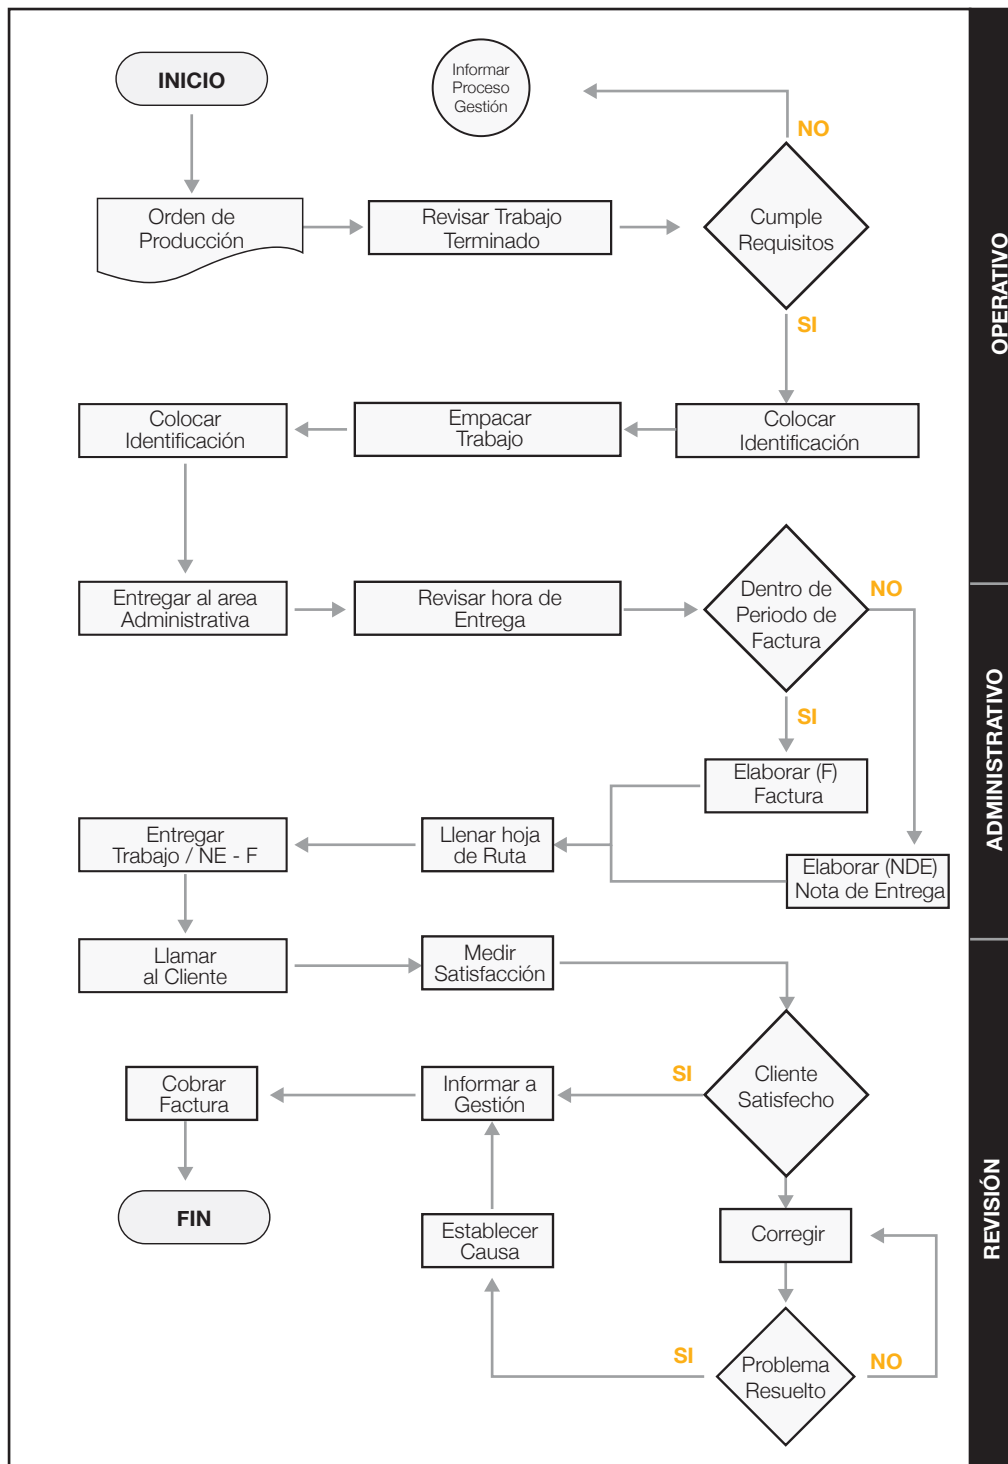 INICIO
Informar
Proceso
Gestión
NO
Orden de
Producción
Revisar Trabajo
Terminado
Cumple
Requisitos
SI
OPERATIVO
Colocar
Identificación
Empacar
Trabajo
Colocar
Identificación
Entregar al area
Administrativa
Revisar hora de
Entrega
Dentro de
Periodo de
Factura
NO
SI
ADMINISTRATIVO
Elaborar (F)
Factura
Entregar
Trabajo / NE - F
Llenar hoja
de Ruta
Elaborar (NDE)
Nota de Entrega
Llamar
al Cliente
Medir
Satisfacción
Cobrar
Factura
Informar a
Gestión
SI
Cliente
Satisfecho
REVISIÓN
FIN
Establecer
Causa
Corregir
SI
Problema
Resuelto
NO